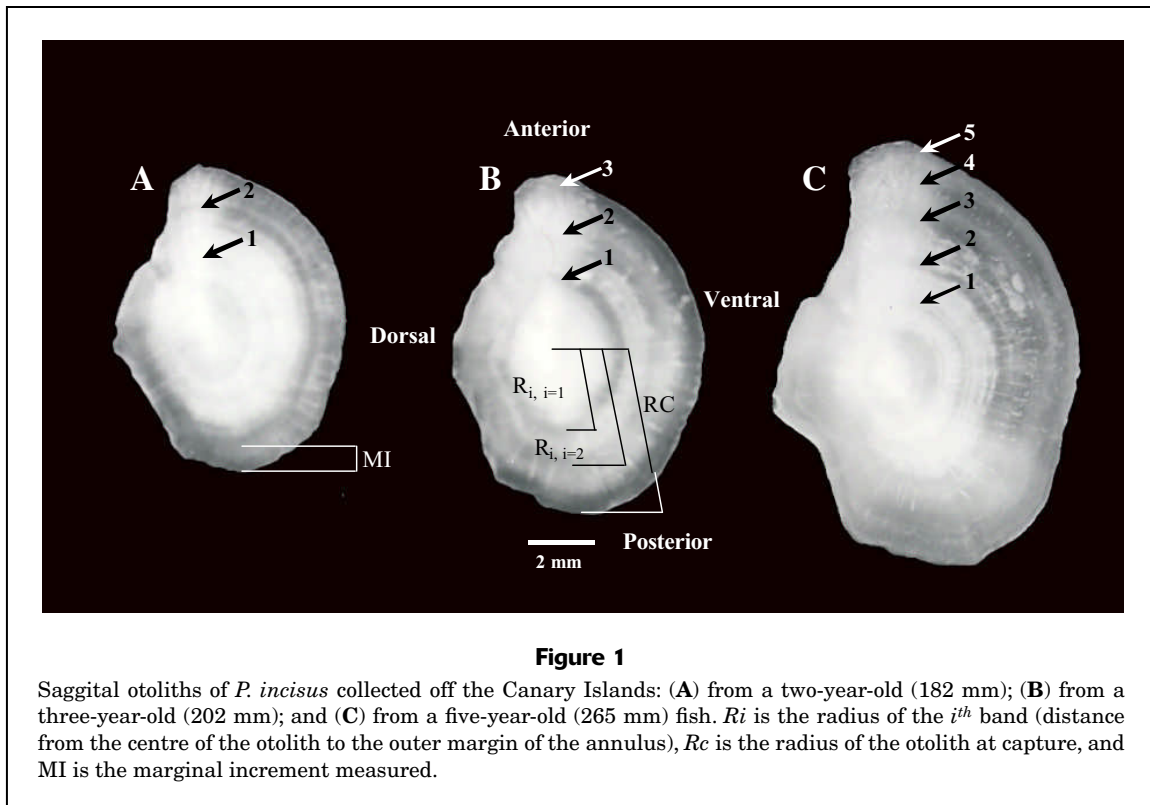 Anterior
A
2
1
B
3
2
1
C
5
4
3
2
1
Dorsal
Ventral
R i, i=1
RC
R i, i=2
MI
Posterior
2 mm
Figure 1
Saggital otoliths of P. incisus collected off the Canary Islands: (A) from a two-year-old (182 mm); (B) from a
three-year-old (202 mm); and (C) from a five-year-old (265 mm) fish. Ri is the radius of the ith band (distance
from the centre of the otolith to the outer margin of the annulus), Rc is the radius of the otolith at capture, and
MI is the marginal increment measured.